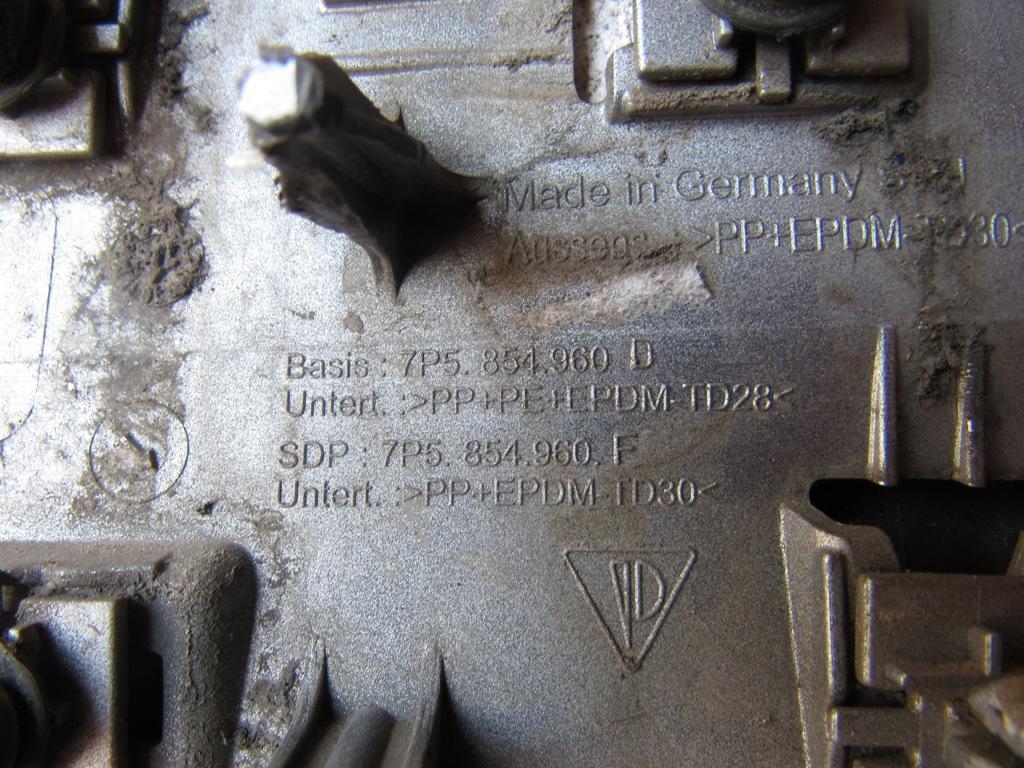 Made in Germany
Aussens. >PP+EPDM-TD30<
Basis : 7P5. 854.960 D
Untert. :>PP+PE+EPDM-TD28<
SDP : 7P5. 854.960. F
Untert. :>PP+EPDM-TD30<